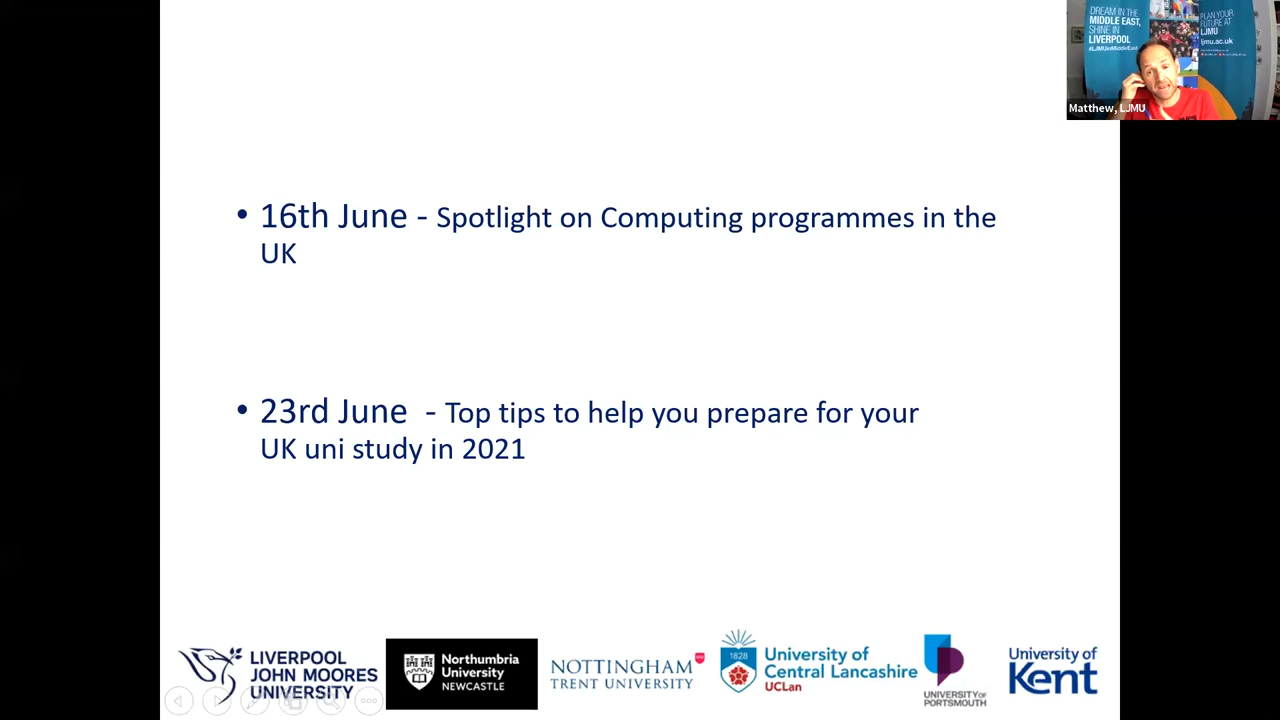 DREAM IN THE
MIDDLE EAST,
SHINE IN
LIVERPOOL
#LJMUinMiddleEast
PLAN YOUR
FUTURE AT
LJMU
ljmu.ac.uk
Matthew, LJMU
• 16th June - Spotlight on Computing programmes in the
UK
• 23rd June - Top tips to help you prepare for your
UK uni study in 2021
LIVERPOOL
JOHN MOORES
UNIVERSITY
Northumbria
University
NEWCASTLE
NOTTINGHAM
TRENT UNIVERSITY
1828
University of
Central Lancashire
UCLan
UNIVERSITY OF
PORTSMOUTH
University of
Kent